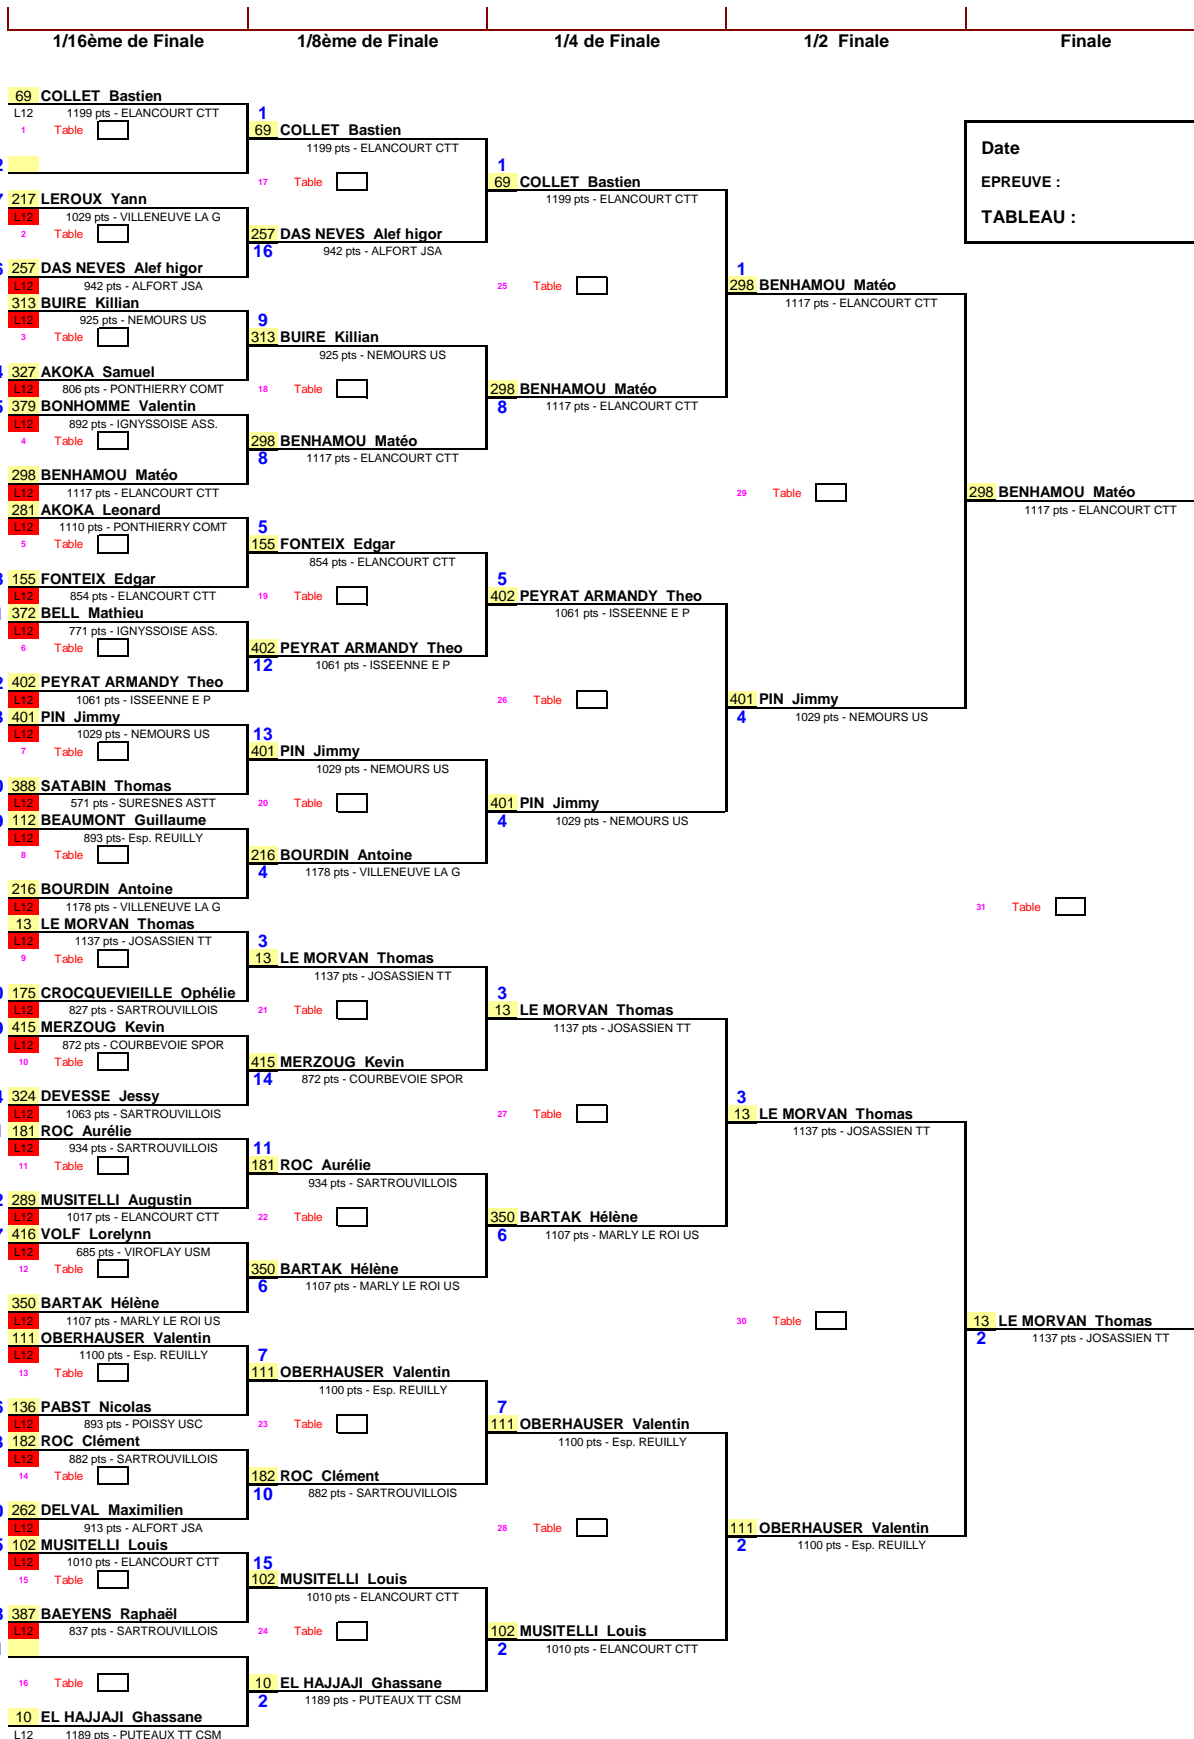 1/16ème de Finale
1/8ème de Finale
1/4 de Finale
1/2 Finale
Finale
Date
EPREUVE :
TABLEAU :
69 COLLET Bastien
L12 1199 pts - ELANCOURT CTT
1 Table
217 LEROUX Yann
L12 1029 pts - VILLENEUVE LA G
2 Table
257 DAS NEVES Alef higor
L12 942 pts - ALFORT JSA
313 BUIRE Killian
L12 925 pts - NEMOURS US
3 Table
327 AKOKA Samuel
L12 806 pts - PONTHIERRY COMT
379 BONHOMME Valentin
L12 892 pts - IGNYSSOISE ASS.
4 Table
298 BENHAMOU Matéo
L12 1117 pts - ELANCOURT CTT
281 AKOKA Leonard
L12 1110 pts - PONTHIERRY COMT
5 Table
155 FONTEIX Edgar
L12 854 pts - ELANCOURT CTT
372 BELL Mathieu
L12 771 pts - IGNYSSOISE ASS.
6 Table
402 PEYRAT ARMANDY Theo
L12 1061 pts - ISSEENNE E P
401 PIN Jimmy
L12 1029 pts - NEMOURS US
7 Table
388 SATABIN Thomas
L12 571 pts - SURESNES ASTT
112 BEAUMONT Guillaume
L12 893 pts- Esp. REUILLY
8 Table
216 BOURDIN Antoine
L12 1178 pts - VILLENEUVE LA G
13 LE MORVAN Thomas
L12 1137 pts - JOSASSIEN TT
9 Table
175 CROCQUEVIEILLE Ophélie
L12 827 pts - SARTROUVILLOIS
415 MERZOUG Kevin
L12 872 pts - COURBEVOIE SPOR
10 Table
324 DEVESSE Jessy
L12 1063 pts - SARTROUVILLOIS
181 ROC Aurélie
L12 934 pts - SARTROUVILLOIS
11 Table
289 MUSITELLI Augustin
L12 1017 pts - ELANCOURT CTT
416 VOLF Lorelynn
L12 685 pts - VIROFLAY USM
12 Table
350 BARTAK Hélène
L12 1107 pts - MARLY LE ROI US
111 OBERHAUSER Valentin
L12 1100 pts - Esp. REUILLY
13 Table
136 PABST Nicolas
L12 893 pts - POISSY USC
182 ROC Clément
L12 882 pts - SARTROUVILLOIS
14 Table
262 DELVAL Maximilien
L12 913 pts - ALFORT JSA
102 MUSITELLI Louis
L12 1010 pts - ELANCOURT CTT
15 Table
387 BAEYENS Raphaël
L12 837 pts - SARTROUVILLOIS
16 Table
10 EL HAJJAJI Ghassane
L12 1189 pts - PUTEAUX TT CSM
1
69 COLLET Bastien
1199 pts - ELANCOURT CTT
17 Table
257 DAS NEVES Alef higor
16 942 pts - ALFORT JSA
9
313 BUIRE Killian
925 pts - NEMOURS US
18 Table
298 BENHAMOU Matéo
8 1117 pts - ELANCOURT CTT
5
155 FONTEIX Edgar
854 pts - ELANCOURT CTT
19 Table
402 PEYRAT ARMANDY Theo
12 1061 pts - ISSEENNE E P
13
401 PIN Jimmy
1029 pts - NEMOURS US
20 Table
216 BOURDIN Antoine
4 1178 pts - VILLENEUVE LA G
3
13 LE MORVAN Thomas
1137 pts - JOSASSIEN TT
21 Table
415 MERZOUG Kevin
14 872 pts - COURBEVOIE SPOR
11
181 ROC Aurélie
934 pts - SARTROUVILLOIS
22 Table
350 BARTAK Hélène
6 1107 pts - MARLY LE ROI US
7
111 OBERHAUSER Valentin
1100 pts - Esp. REUILLY
23 Table
182 ROC Clément
10 882 pts - SARTROUVILLOIS
15
102 MUSITELLI Louis
1010 pts - ELANCOURT CTT
24 Table
10 EL HAJJAJI Ghassane
2 1189 pts - PUTEAUX TT CSM
1
69 COLLET Bastien
1199 pts - ELANCOURT CTT
25 Table
298 BENHAMOU Matéo
8 1117 pts - ELANCOURT CTT
5
402 PEYRAT ARMANDY Theo
1061 pts - ISSEENNE E P
26 Table
401 PIN Jimmy
4 1029 pts - NEMOURS US
3
13 LE MORVAN Thomas
1137 pts - JOSASSIEN TT
27 Table
350 BARTAK Hélène
6 1107 pts - MARLY LE ROI US
7
111 OBERHAUSER Valentin
1100 pts - Esp. REUILLY
28 Table
102 MUSITELLI Louis
2 1010 pts - ELANCOURT CTT
1
298 BENHAMOU Matéo
1117 pts - ELANCOURT CTT
29 Table
401 PIN Jimmy
4 1029 pts - NEMOURS US
3
13 LE MORVAN Thomas
1137 pts - JOSASSIEN TT
30 Table
111 OBERHAUSER Valentin
2 1100 pts - Esp. REUILLY
298 BENHAMOU Matéo
1117 pts - ELANCOURT CTT
31 Table
13 LE MORVAN Thomas
2 1137 pts - JOSASSIEN TT